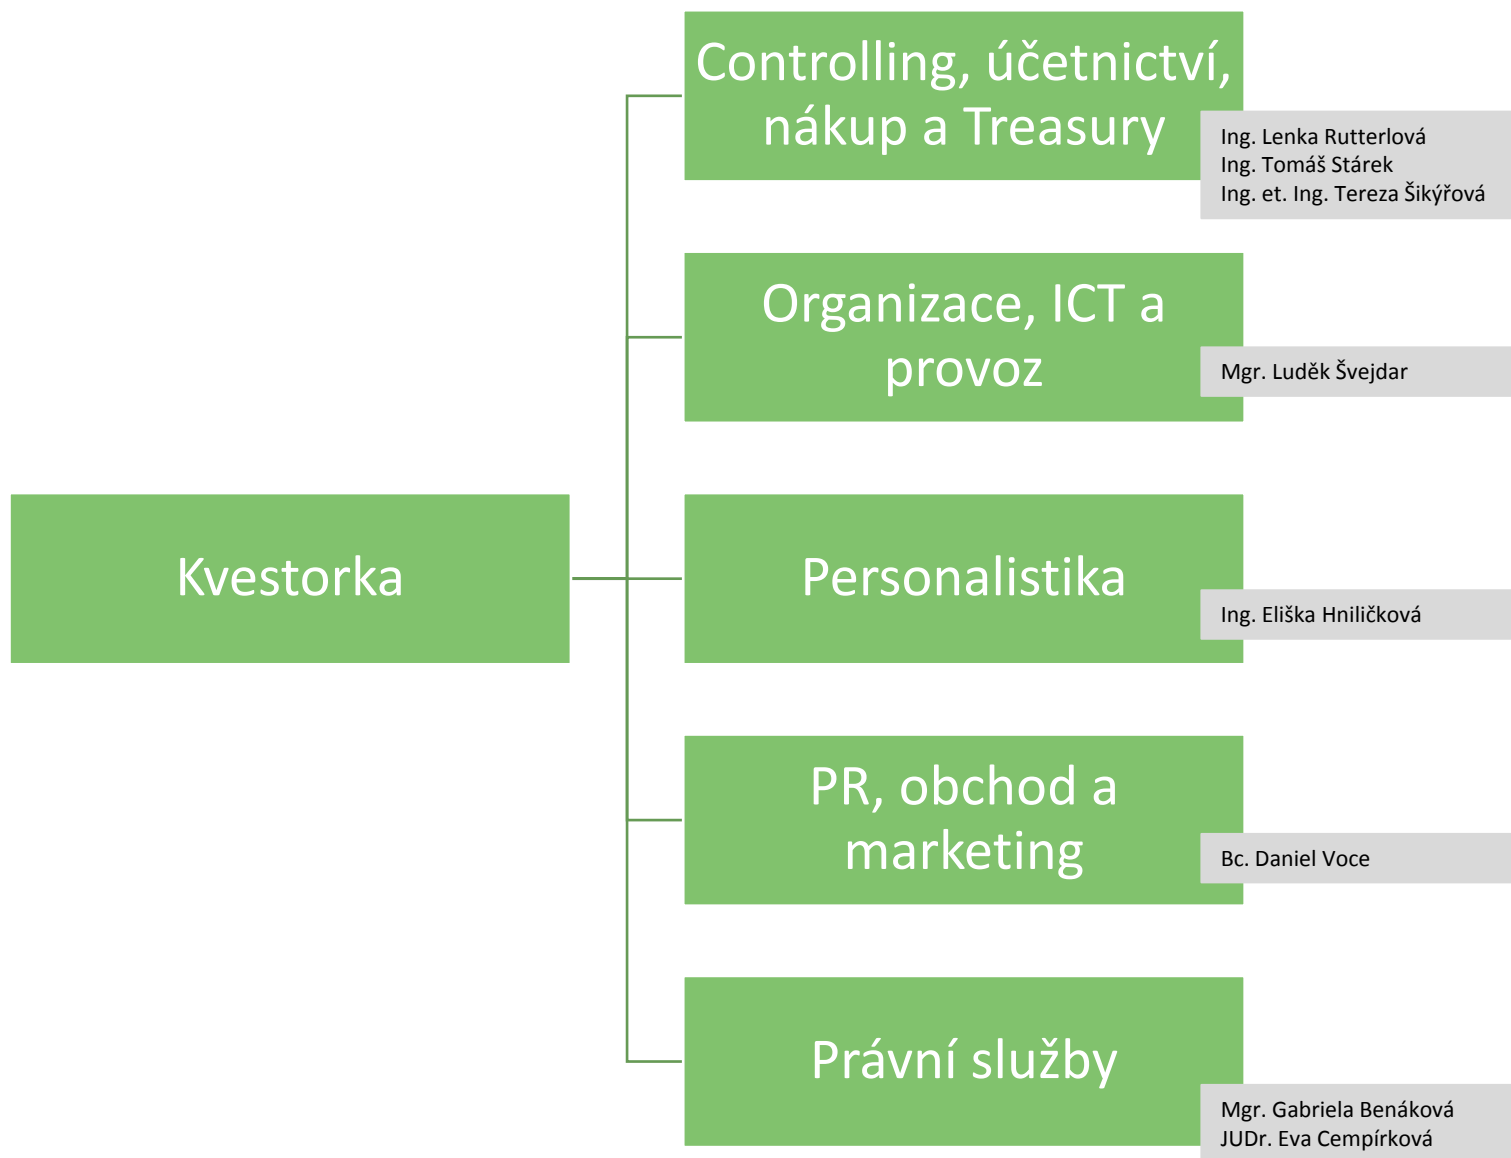 Controlling, účetnictví,
nákup a Treasury
Ing. Lenka Rutterlová
Ing. Tomáš Stárek
Ing. et. Ing. Tereza Šikýřová
Organizace, ICT a
provoz
Mgr. Luděk Švejdar
Kvestorka
Personalistika
Ing. Eliška Hniličková
PR, obchod a
marketing
Bc. Daniel Voce
Právní služby
Mgr. Gabriela Benáková
JUDr. Eva Cempírková